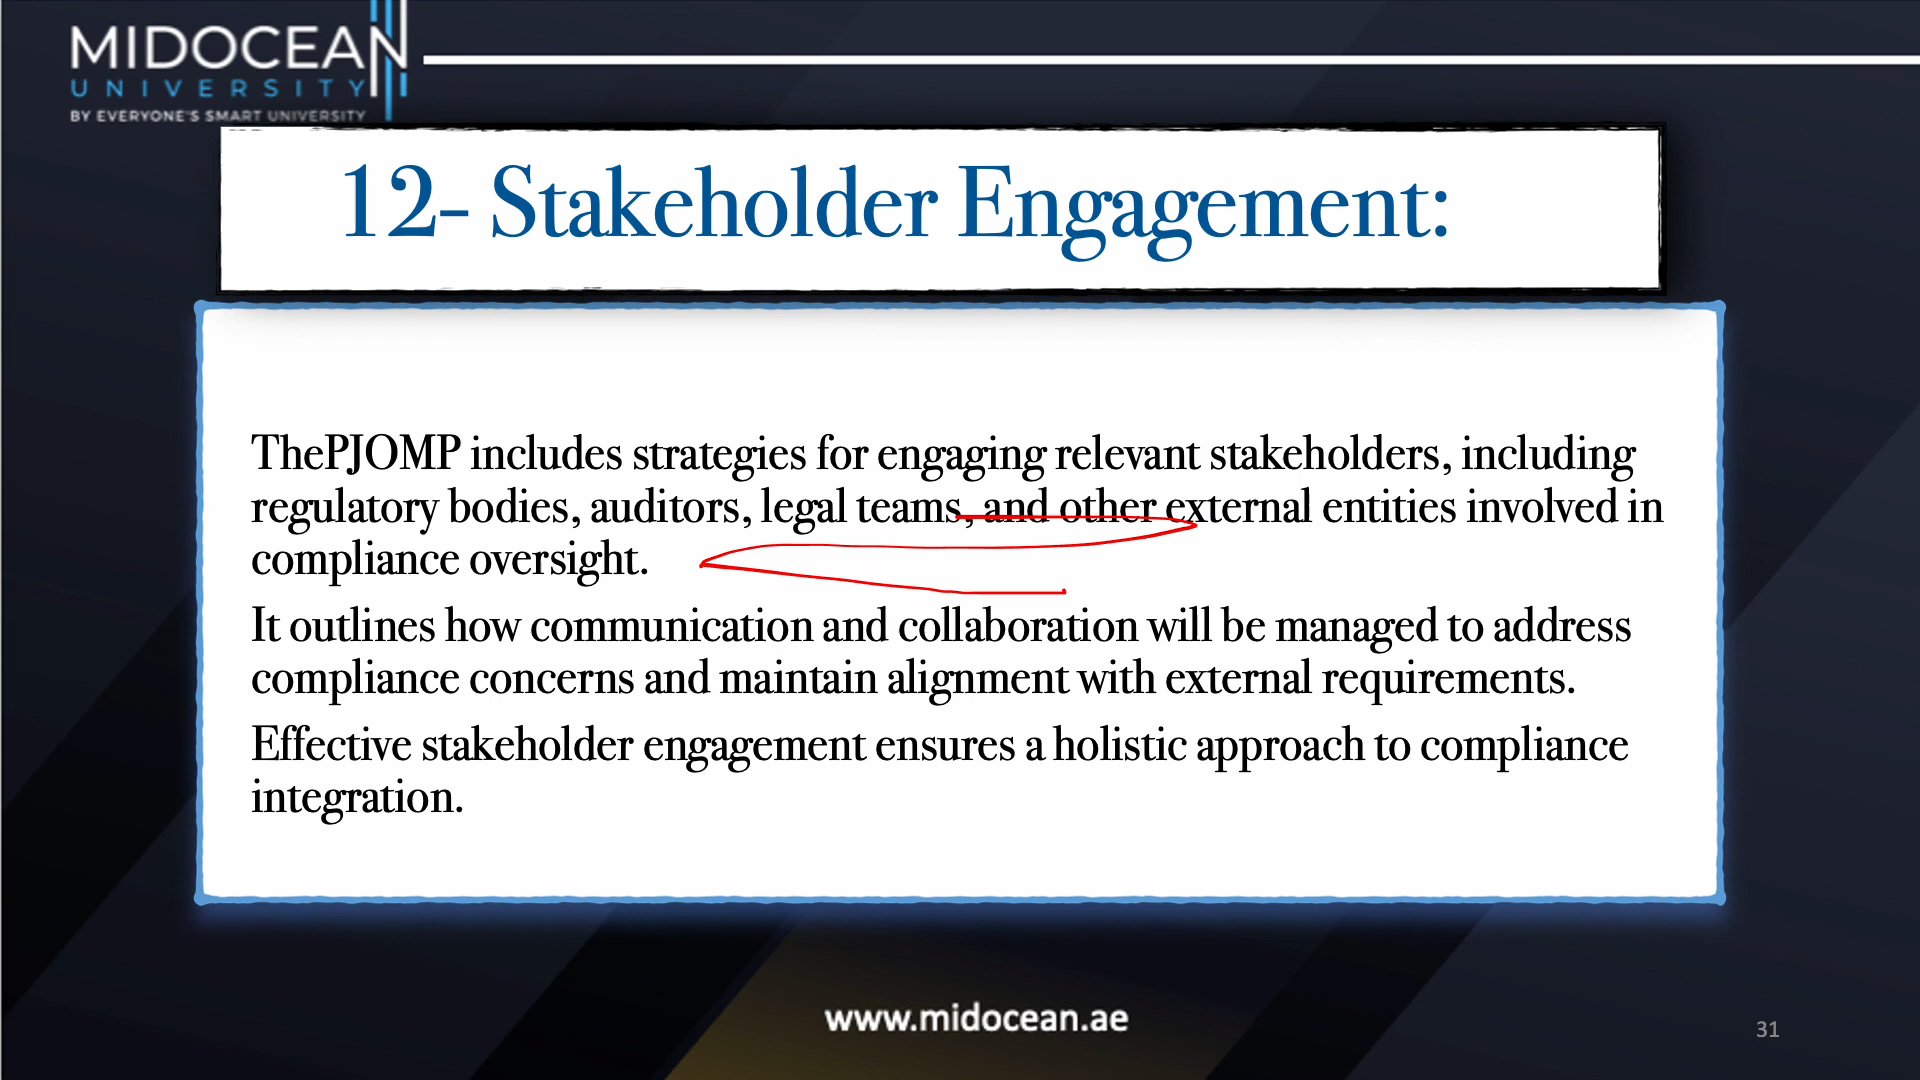 MIDOCEAN
UNIVERSITY
BY EVERYONE'S SMART UNIVERSITY
12- Stakeholder Engagement:
ThePJOMP includes strategies for engaging relevant stakeholders, including
regulatory bodies, auditors, legal teams, and other external entities involved in
compliance oversight.
It outlines how communication and collaboration will be managed to address
compliance concerns and maintain alignment with external requirements.
Effective stakeholder engagement ensures a holistic approach to compliance
integration.
www.midocean.ae
31